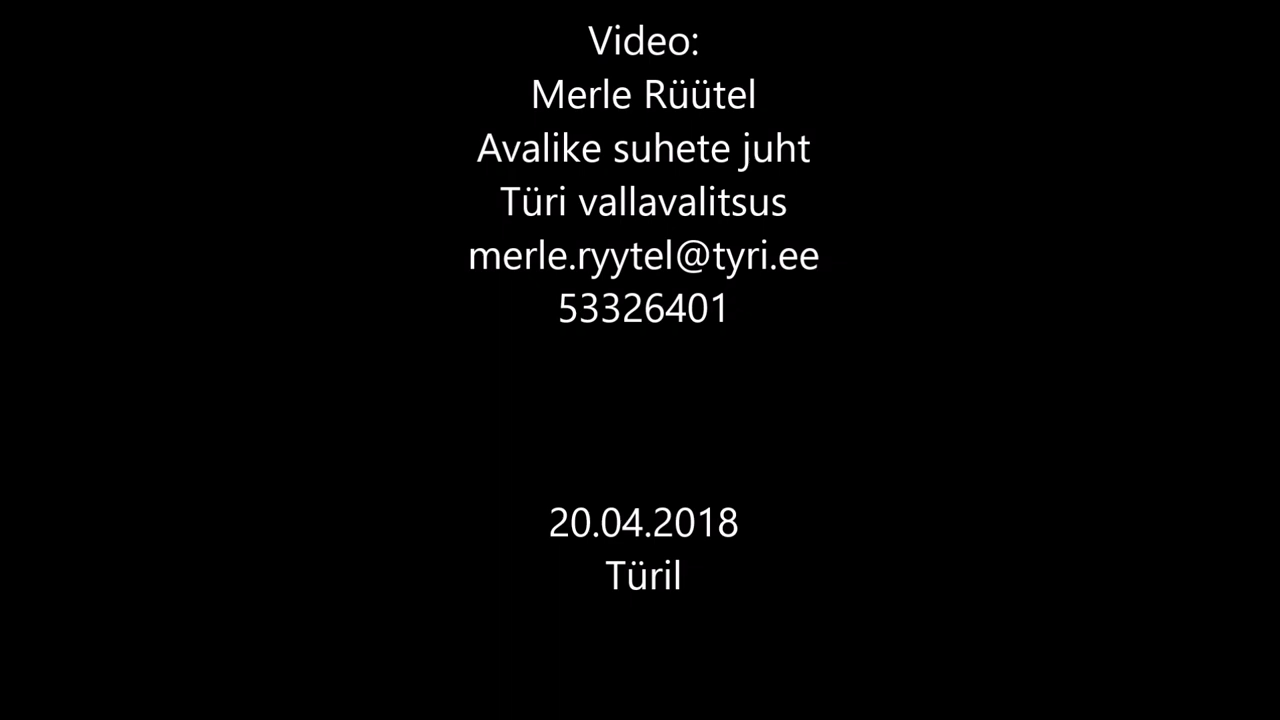 Video:
Merle Rüütel
Avalike suhete juht
Türi vallavalitsus
merle.ryytel@tyri.ee
53326401
20.04.2018
Türil